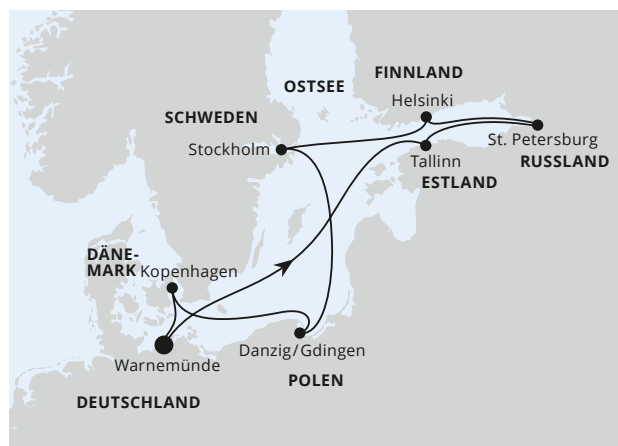 FINNLAND
OSTSEE
Helsinki
SCHWEDEN
St. Petersburg
Stockholm
Tallinn
RUSSLAND
ESTLAND
DÄNE-
MARK
Kopenhagen
Danzig/Gdingen
Warnemünde
POLEN
DEUTSCHLAND